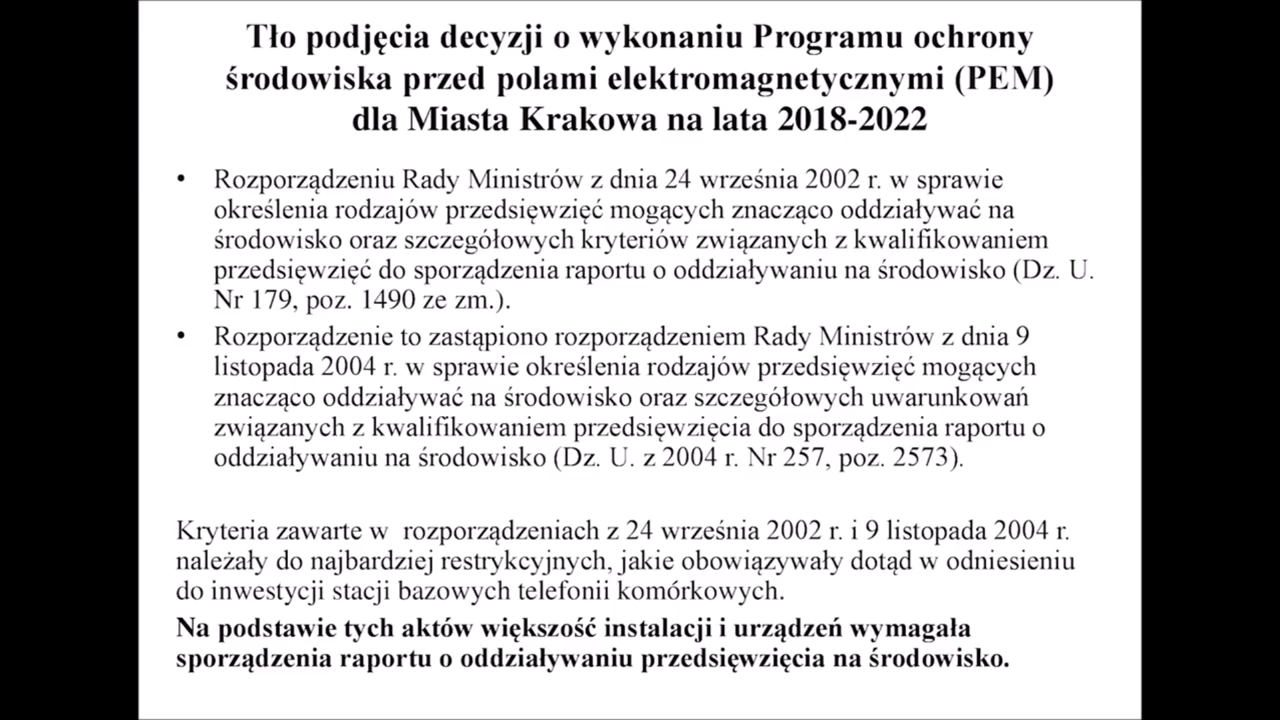 Tło podjęcia decyzji o wykonaniu Programu ochrony
środowiska przed polami elektromagnetycznymi (PEM)
dla Miasta Krakowa na lata 2018-2022
• Rozporządzeniu Rady Ministrów z dnia 24 września 2002 r. w sprawie
określenia rodzajów przedsięwzięć mogących znacząco oddziaływać na
środowisko oraz szczegółowych kryteriów związanych z kwalifikowaniem
przedsięwzięć do sporządzenia raportu o oddziaływaniu na środowisko (Dz. U.
Nr 179, poz. 1490 ze zm.).
• Rozporządzenie to zastąpiono rozporządzeniem Rady Ministrów z dnia 9
listopada 2004 r. w sprawie określenia rodzajów przedsięwzięć mogących
znacząco oddziaływać na środowisko oraz szczegółowych uwarunkowań
związanych z kwalifikowaniem przedsięwzięcia do sporządzenia raportu o
oddziaływaniu na środowisko (Dz. U. z 2004 r. Nr 257, poz. 2573).
Kryteria zawarte w rozporządzeniach z 24 września 2002 r. i 9 listopada 2004 r.
należały do najbardziej restrykcyjnych, jakie obowiązywały dotąd w odniesieniu
do inwestycji stacji bazowych telefonii komórkowych.
Na podstawie tych aktów większość instalacji i urządzeń wymagała
sporządzenia raportu o oddziaływaniu przedsięwzięcia na środowisko.